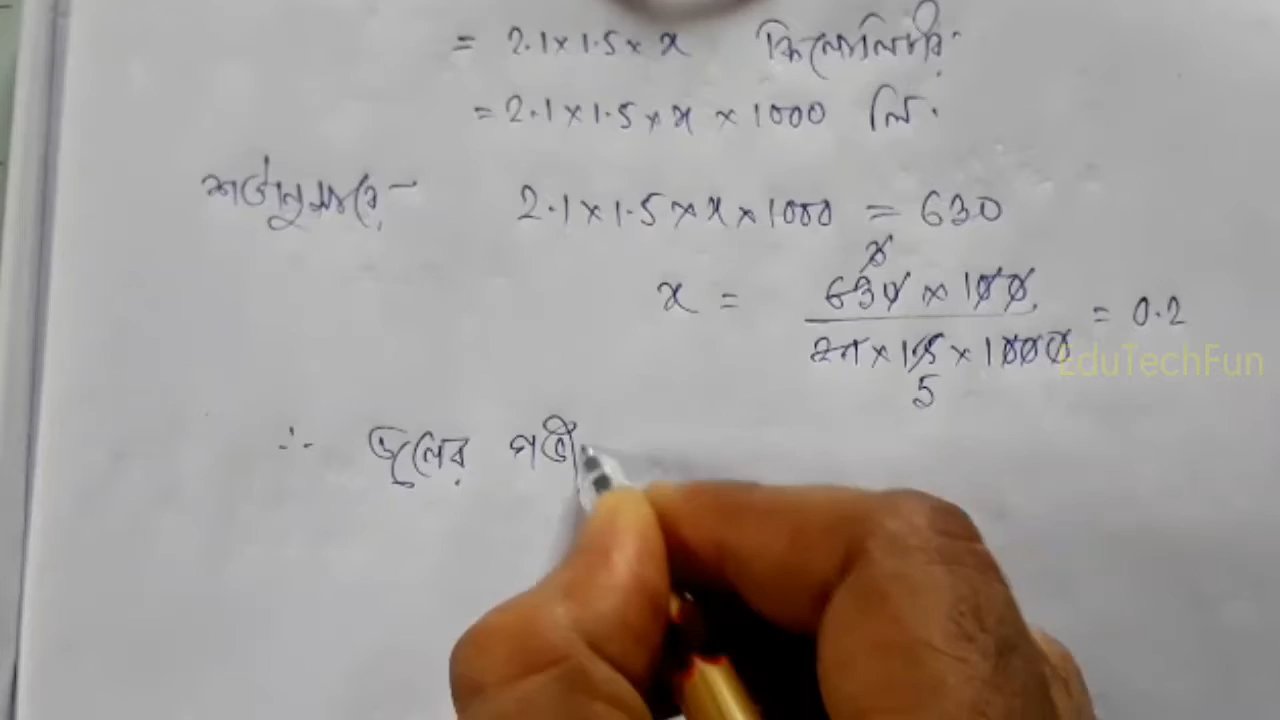 = 2.1×1.5×x কিলোলিটার
= 2.1×1.5×x×1000 লি.
শর্তানুসারে- 2.1×1.5×x×1000 = 630
x = 630×100 / 21×15×1000 = 0.2
5
EduTechFun
∴ জলের গভী